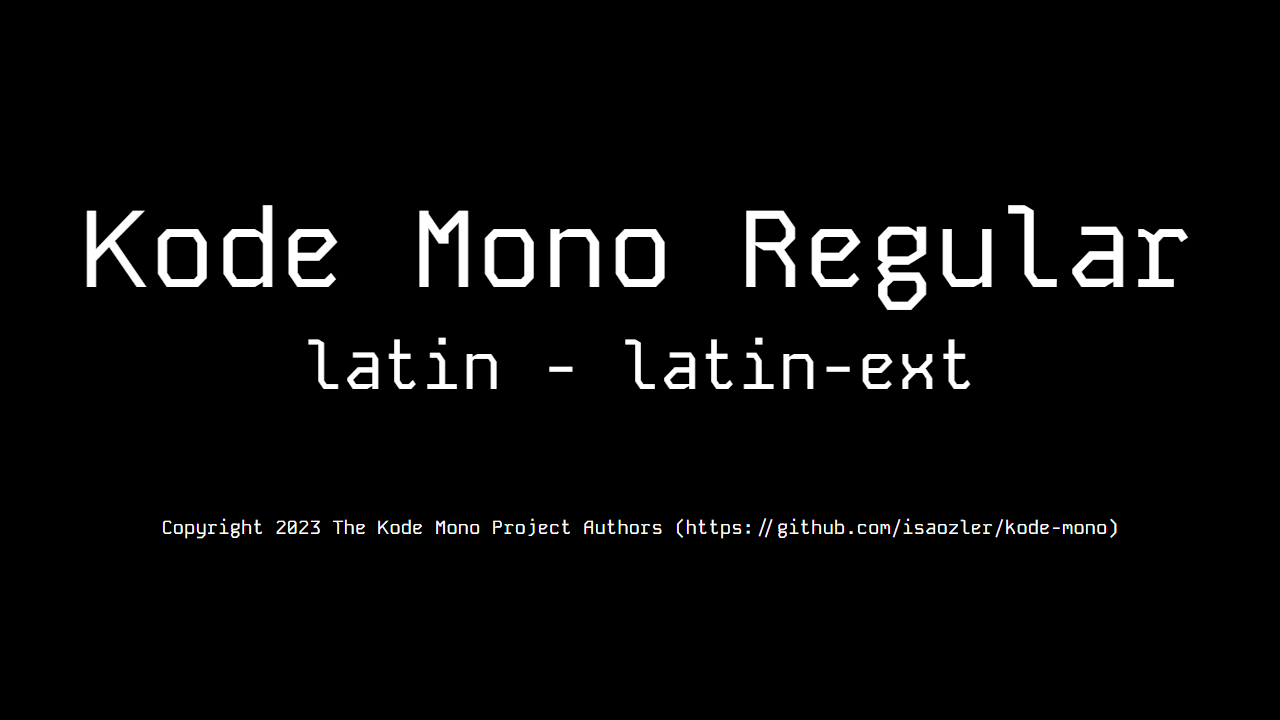 Kode Mono Regular
latin - latin-ext
Copyright 2023 The Kode Mono Project Authors (https://github.com/isaozler/kode-mono)